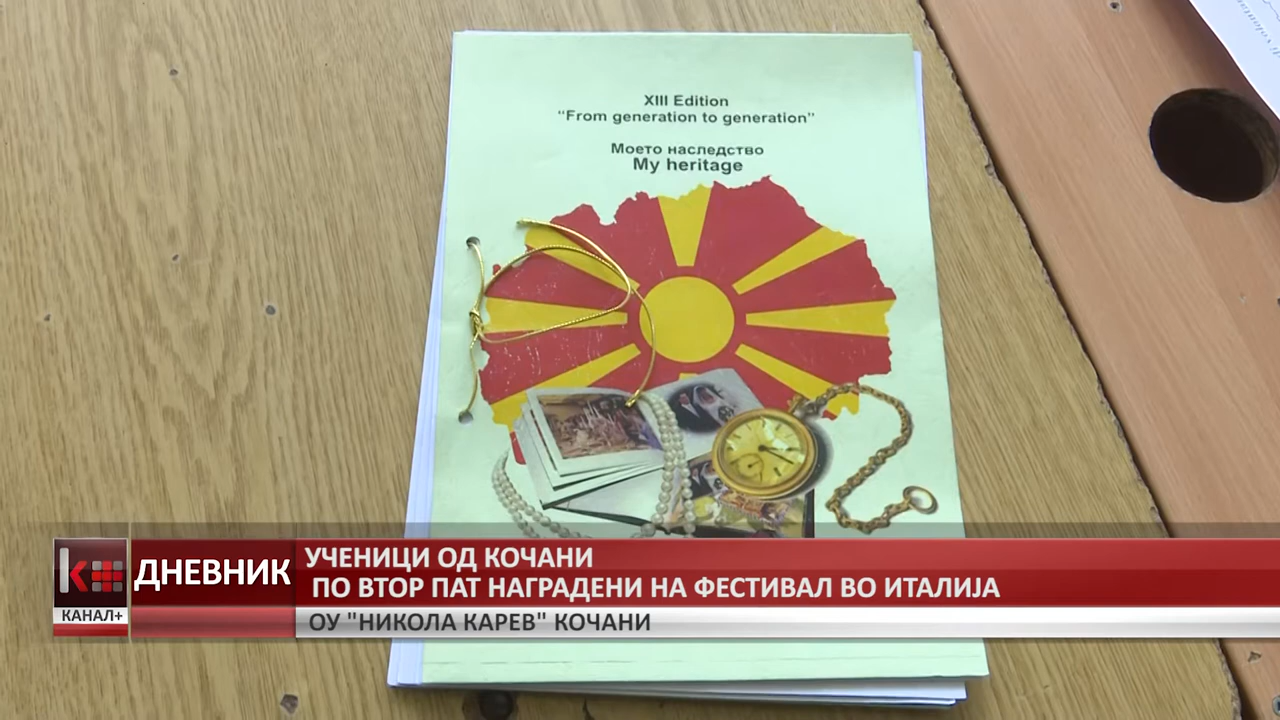 XIII Edition
"From generation to generation"
Моето наследство
My heritage
УЧЕНИЦИ ОД КОЧАНИ
ДНЕВНИК
ПО ВТОР ПАТ НАГРАДЕНИ НА ФЕСТИВАЛ ВО ИТАЛИЈА
КАНАЛ+
ОУ "НИКОЛА КАРЕВ" КОЧАНИ